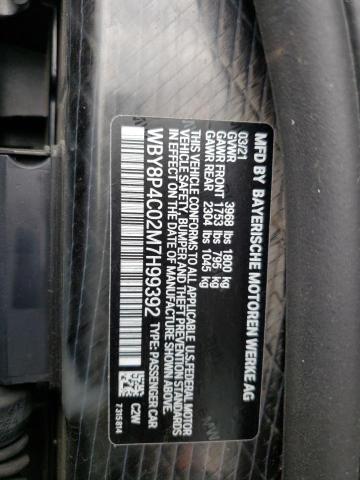 MFD BY BAYERISCHE MOTOREN WERKE AG
03/21
GVWR 3968 lbs 1800 kg
GAWR FRONT 1753 lbs 795 kg
GAWR REAR 2304 lbs 1045 kg
THIS VEHICLE CONFORMS TO ALL APPLICABLE U.S. FEDERAL MOTOR
VEHICLE SAFETY, BUMPER AND THEFT PREVENTION STANDARDS
IN EFFECT ON THE DATE OF MANUFACTURE SHOWN ABOVE.
WBY8P4C02M7H99392 TYPE: PASSENGER CAR
C2W
7315814